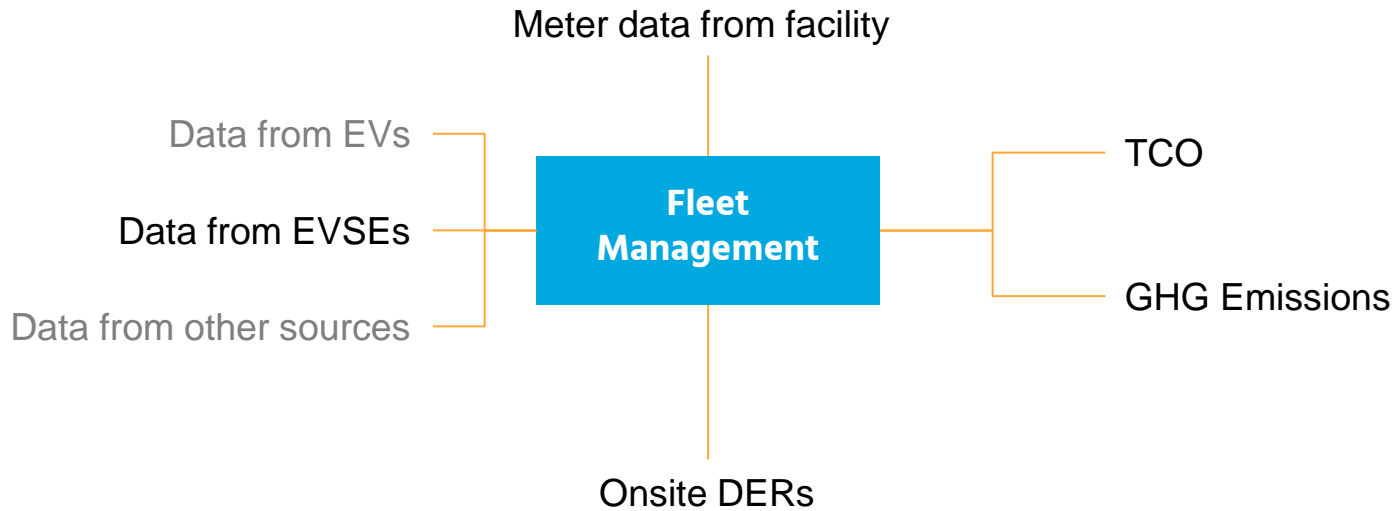 Meter data from facility
Data from EVs
Data from EVSEs
Data from other sources
Fleet
Management
TCO
GHG Emissions
Onsite DERs